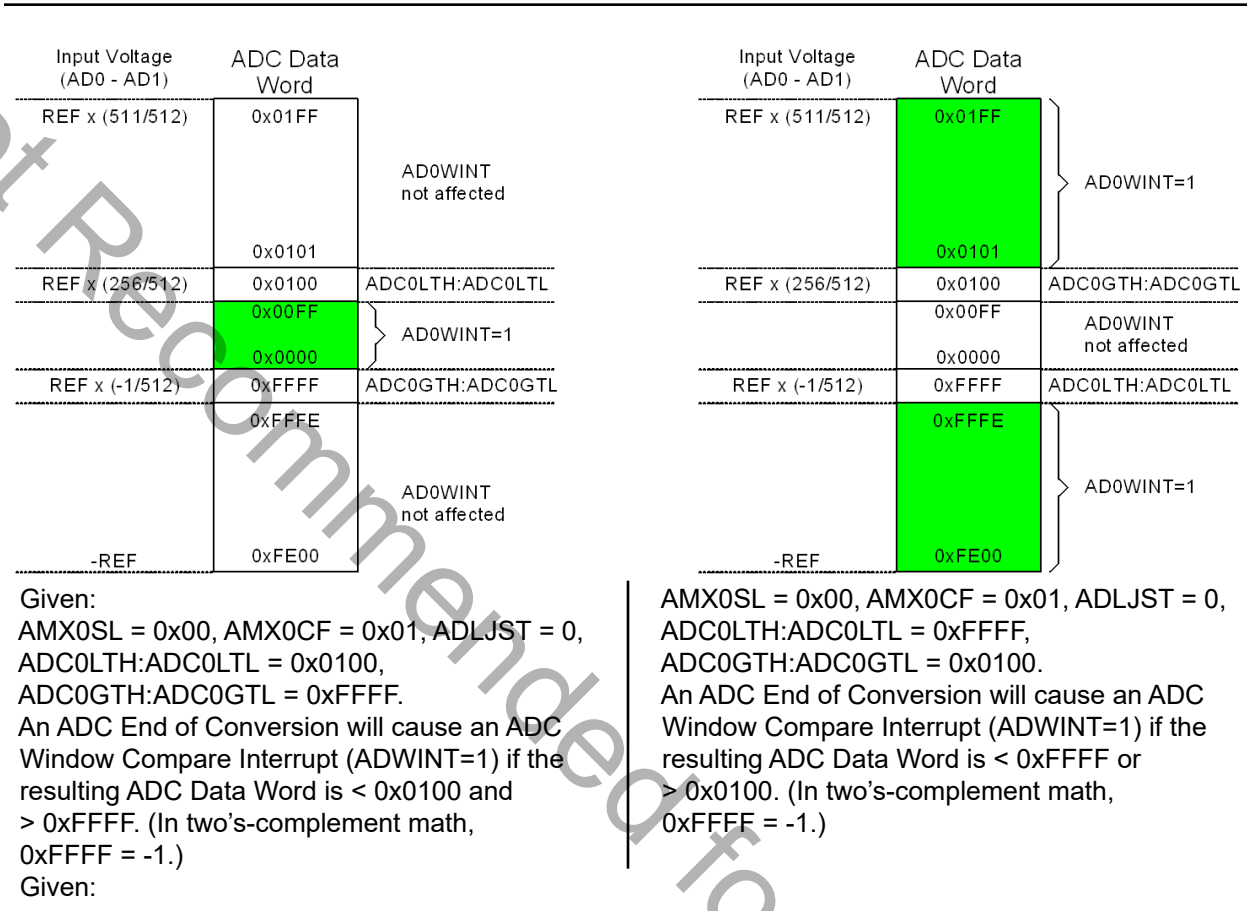 Input Voltage
(AD0 - AD1)
ADC Data
Word
REF x (511/512)
0x01FF
AD0WINT
not affected
0x0101
REF x (256/512)
0x0100
ADC0LTH:ADC0LTL
0x00FF
AD0WINT=1
0x0000
REF x (-1/512)
0xFFFF
ADC0GTH:ADC0GTL
0xFFFE
AD0WINT
not affected
-REF
0xFE00
Given:
AMX0SL = 0x00, AMX0CF = 0x01, ADLJST = 0,
ADC0LTH:ADC0LTL = 0x0100,
ADC0GTH:ADC0GTL = 0xFFFF.
An ADC End of Conversion will cause an ADC
Window Compare Interrupt (ADWINT=1) if the
resulting ADC Data Word is < 0x0100 and
> 0xFFFF. (In two's-complement math,
0xFFFF = -1.)
Given:
Input Voltage
(AD0 - AD1)
ADC Data
Word
REF x (511/512)
0x01FF
AD0WINT=1
0x0101
REF x (256/512)
0x0100
ADC0GTH:ADC0GTL
0x00FF
AD0WINT
not affected
0x0000
REF x (-1/512)
0xFFFF
ADC0LTH:ADC0LTL
0xFFFE
AD0WINT=1
-REF
0xFE00
AMX0SL = 0x00, AMX0CF = 0x01, ADLJST = 0,
ADC0LTH:ADC0LTL = 0xFFFF,
ADC0GTH:ADC0GTL = 0x0100.
An ADC End of Conversion will cause an ADC
Window Compare Interrupt (ADWINT=1) if the
resulting ADC Data Word is < 0xFFFF or
> 0x0100. (In two's-complement math,
0xFFFF = -1.)
Recommended